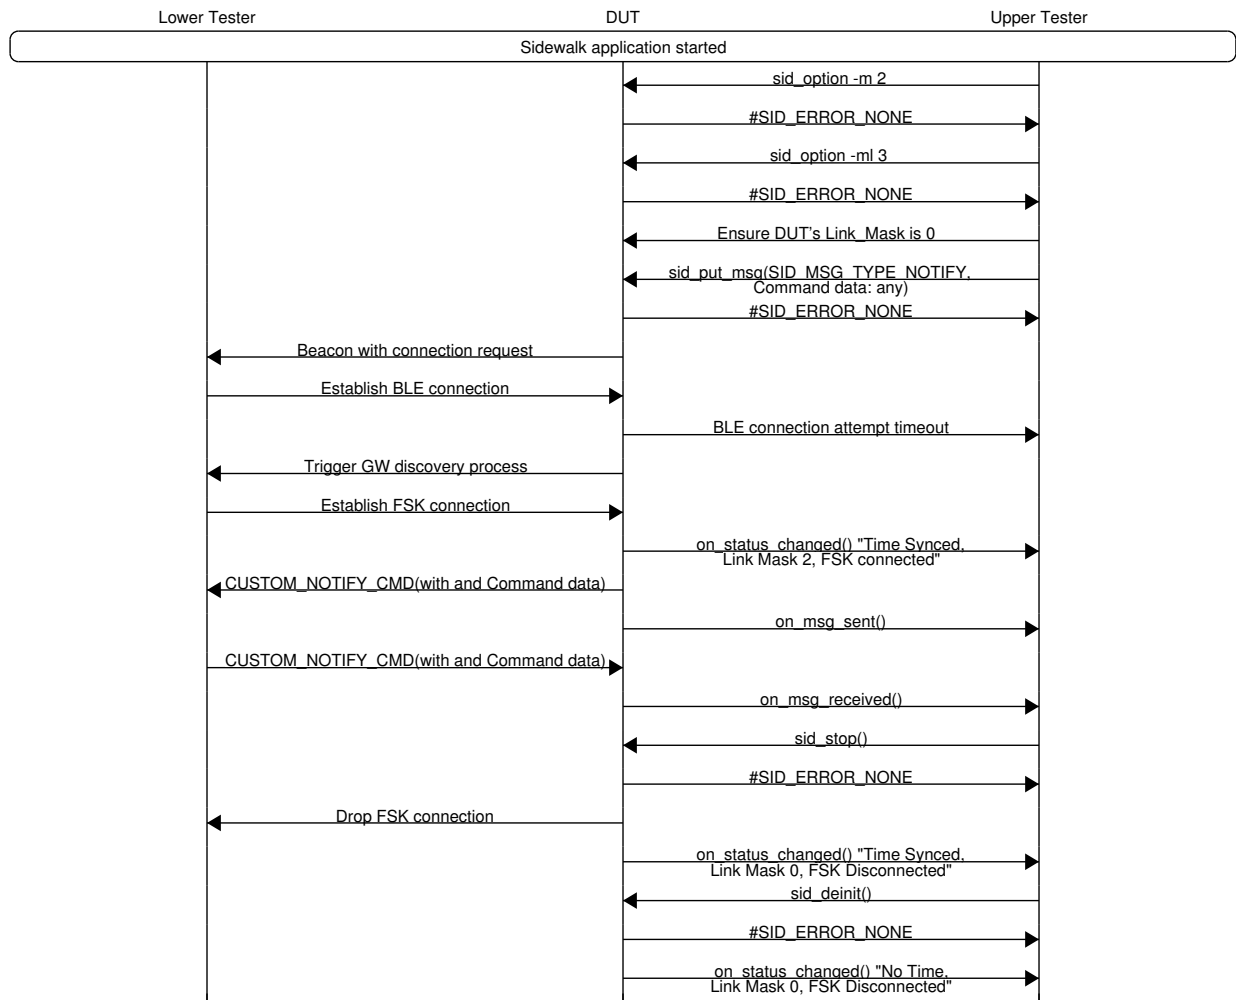 Lower Tester DUT Upper Tester
Sidewalk application started
sid_option -m 2
#SID_ERROR_NONE
sid_option -ml 3
#SID_ERROR_NONE
Ensure DUT's Link_Mask is 0
sid_put_msg(SID_MSG_TYPE_NOTIFY,
Command data: any)
#SID_ERROR_NONE
Beacon with connection request
Establish BLE connection
BLE connection attempt timeout
Trigger GW discovery process
Establish FSK connection
on_status_changed() "Time Synced,
Link Mask 2, FSK connected"
CUSTOM_NOTIFY_CMD(with and Command data)
on_msg_sent()
CUSTOM_NOTIFY_CMD(with and Command data)
on_msg_received()
sid_stop()
#SID_ERROR_NONE
Drop FSK connection
on_status_changed() "Time Synced,
Link Mask 0, FSK Disconnected"
sid_deinit()
#SID_ERROR_NONE
on_status_changed() "No Time,
Link Mask 0, FSK Disconnected"